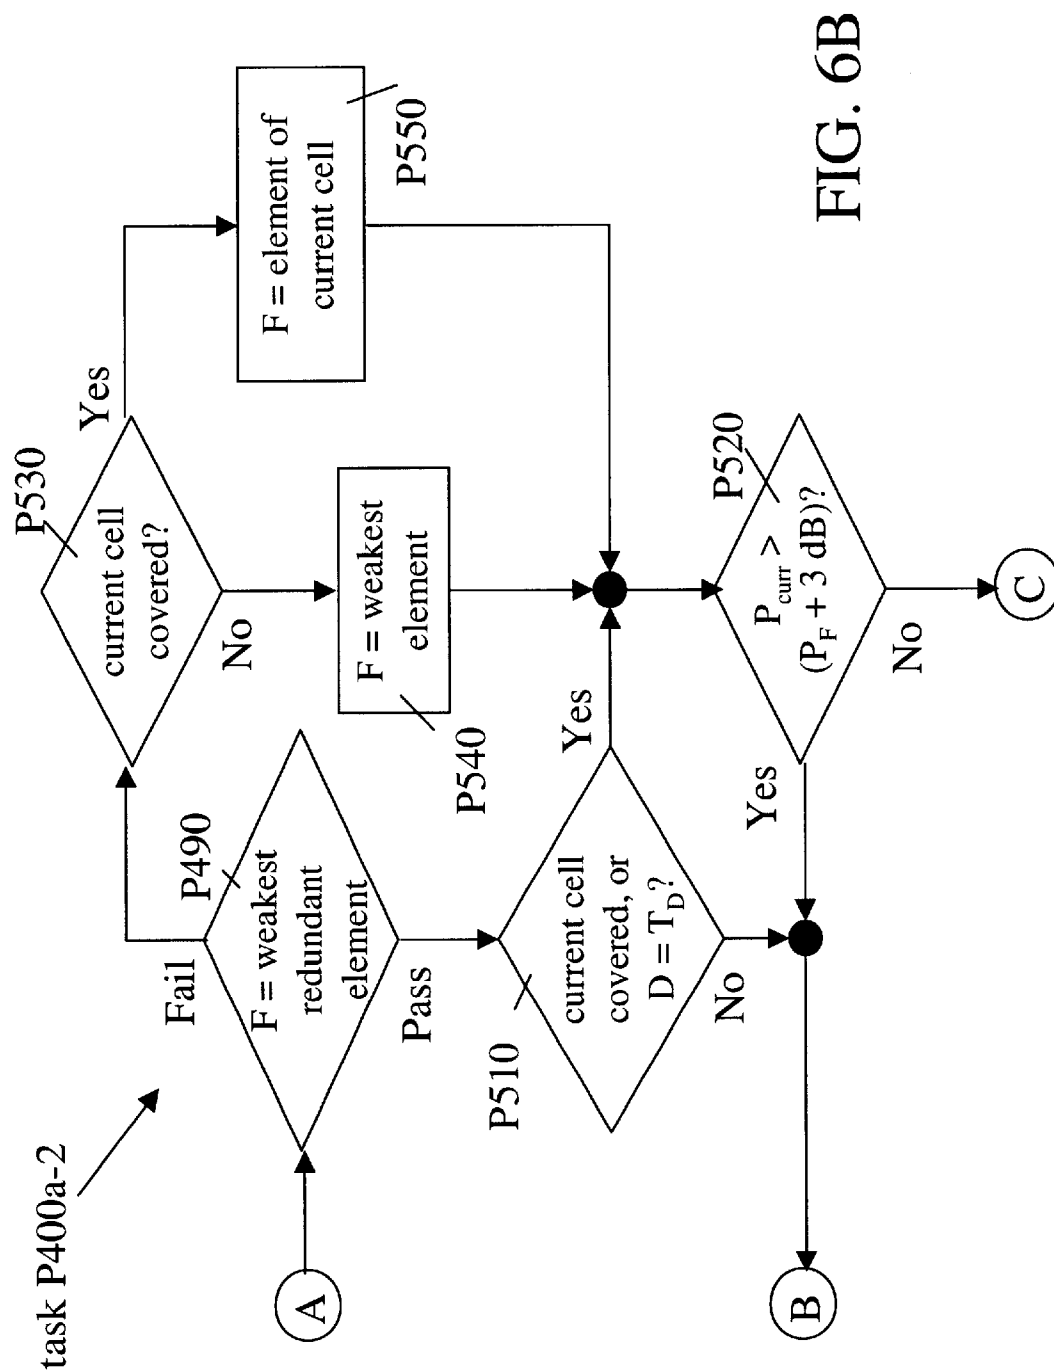 task P400a-2
A
Fail
P490
F = weakest
redundant
element
Pass
P530
current cell
covered?
Yes
No
P540
F = weakest
element
F = element of
current cell
P550
P510
current cell
covered, or
D = T_D?
Yes
No
P520
P_curr >
(P_F + 3 dB)?
Yes
No
B
C
FIG. 6B